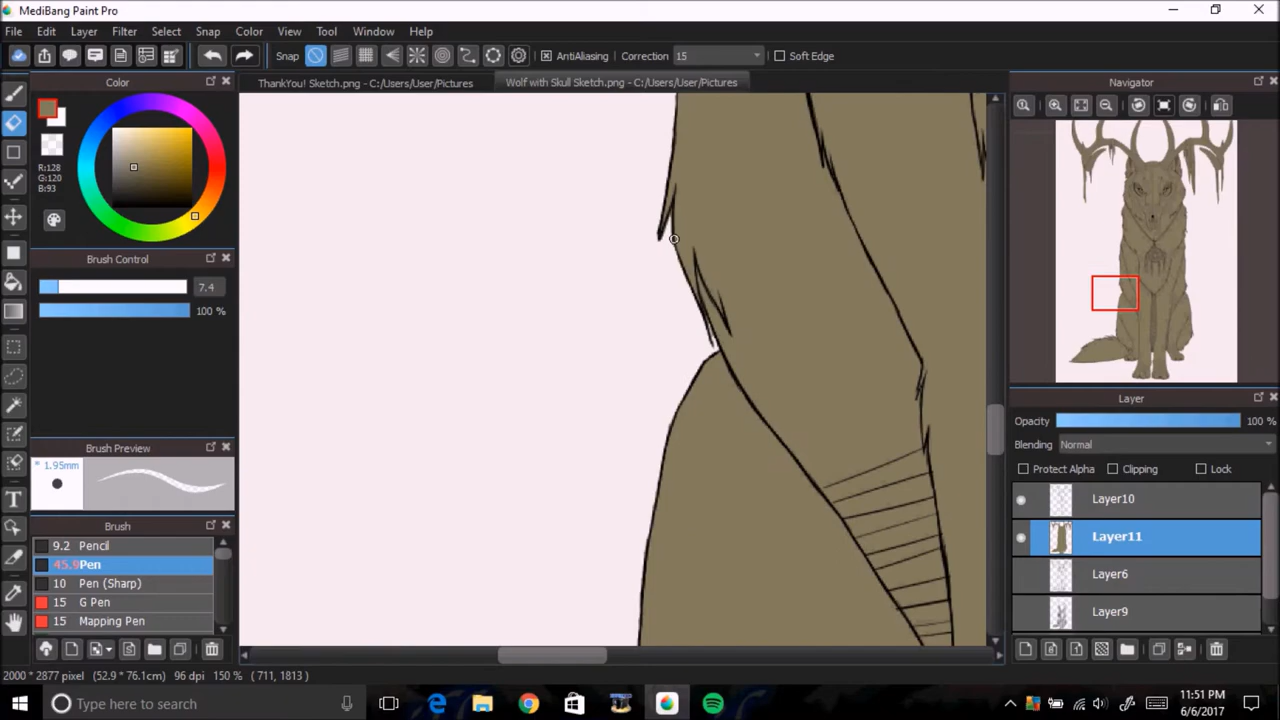 MediBang Paint Pro
File Edit Layer Filter Select Snap Color View Tool Window Help
Snap AntiAliasing Correction 15 Soft Edge
Color
ThankYou! Sketch.png - C:/Users/User/Pictures
Wolf with Skull Sketch.png - C:/Users/User/Pictures
Navigator
R:128
G:120
B:93
Brush Control
7.4
100 %
Brush Preview
* 1.95mm
Brush
9.2 Pencil
45.9 Pen
10 Pen (Sharp)
15 G Pen
15 Mapping Pen
Layer
Opacity 100 %
Blending Normal
Protect Alpha Clipping Lock
Layer10
Layer11
Layer6
Layer9
2000 * 2877 pixel (52.9 * 76.1cm) 96 dpi 150 % ( 711, 1813 )
Type here to search
11:51 PM
6/6/2017